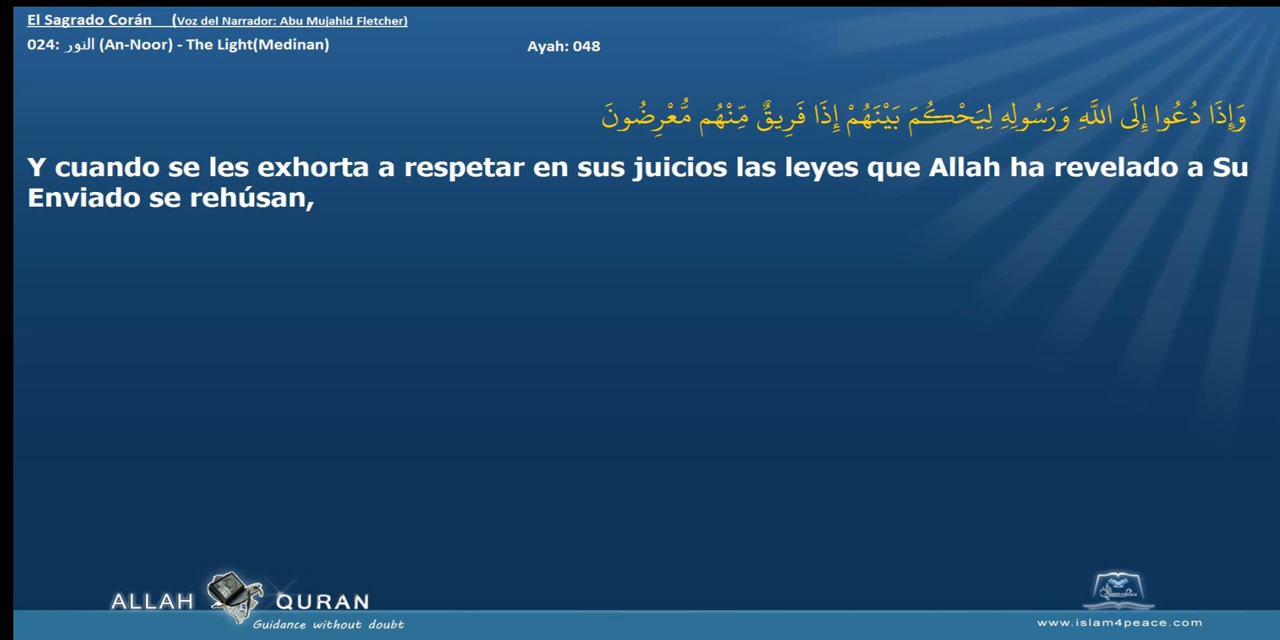 El Sagrado Corán (Voz del Narrador: Abu Mujahid Fletcher)
024: النور (An-Noor) - The Light(Medinan)
Ayah: 048
وَإِذَا دُعُوا إِلَى اللَّهِ وَرَسُولِهِ لِيَحْكُمَ بَيْنَهُمْ إِذَا فَرِيقٌ مِّنْهُم مُّعْرِضُونَ
Y cuando se les exhorta a respetar en sus juicios las leyes que Allah ha revelado a Su
Enviado se rehúsan,
ALLAH QURAN
Guidance without doubt
www.islam4peace.com